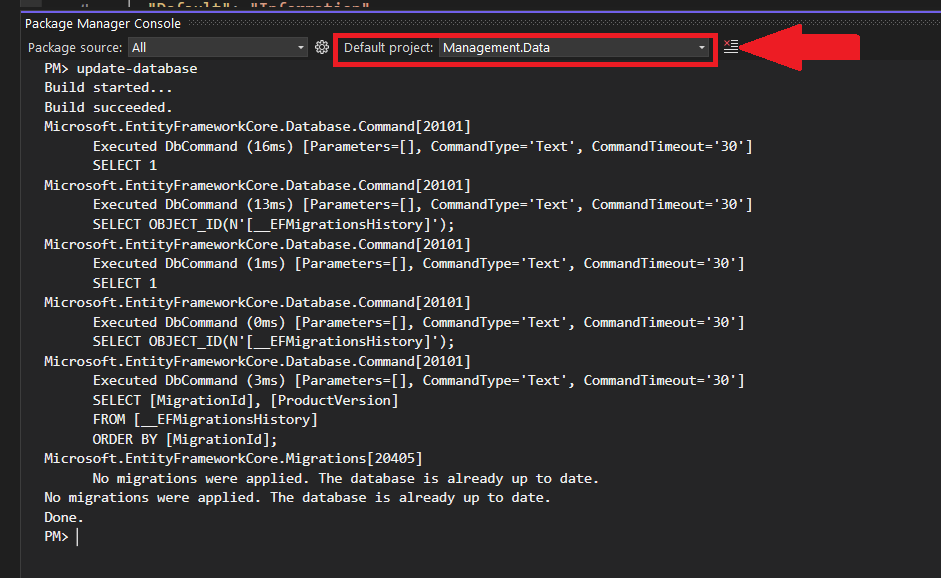 "Default": "Information"
Package Manager Console
Package source: All Default project: Management.Data
PM> update-database
Build started...
Build succeeded.
Microsoft.EntityFrameworkCore.Database.Command[20101]
Executed DbCommand (16ms) [Parameters=[], CommandType='Text', CommandTimeout='30']
SELECT 1
Microsoft.EntityFrameworkCore.Database.Command[20101]
Executed DbCommand (13ms) [Parameters=[], CommandType='Text', CommandTimeout='30']
SELECT OBJECT_ID(N'[__EFMigrationsHistory]');
Microsoft.EntityFrameworkCore.Database.Command[20101]
Executed DbCommand (1ms) [Parameters=[], CommandType='Text', CommandTimeout='30']
SELECT 1
Microsoft.EntityFrameworkCore.Database.Command[20101]
Executed DbCommand (0ms) [Parameters=[], CommandType='Text', CommandTimeout='30']
SELECT OBJECT_ID(N'[__EFMigrationsHistory]');
Microsoft.EntityFrameworkCore.Database.Command[20101]
Executed DbCommand (3ms) [Parameters=[], CommandType='Text', CommandTimeout='30']
SELECT [MigrationId], [ProductVersion]
FROM [__EFMigrationsHistory]
ORDER BY [MigrationId];
Microsoft.EntityFrameworkCore.Migrations[20405]
No migrations were applied. The database is already up to date.
No migrations were applied. The database is already up to date.
Done.
PM>